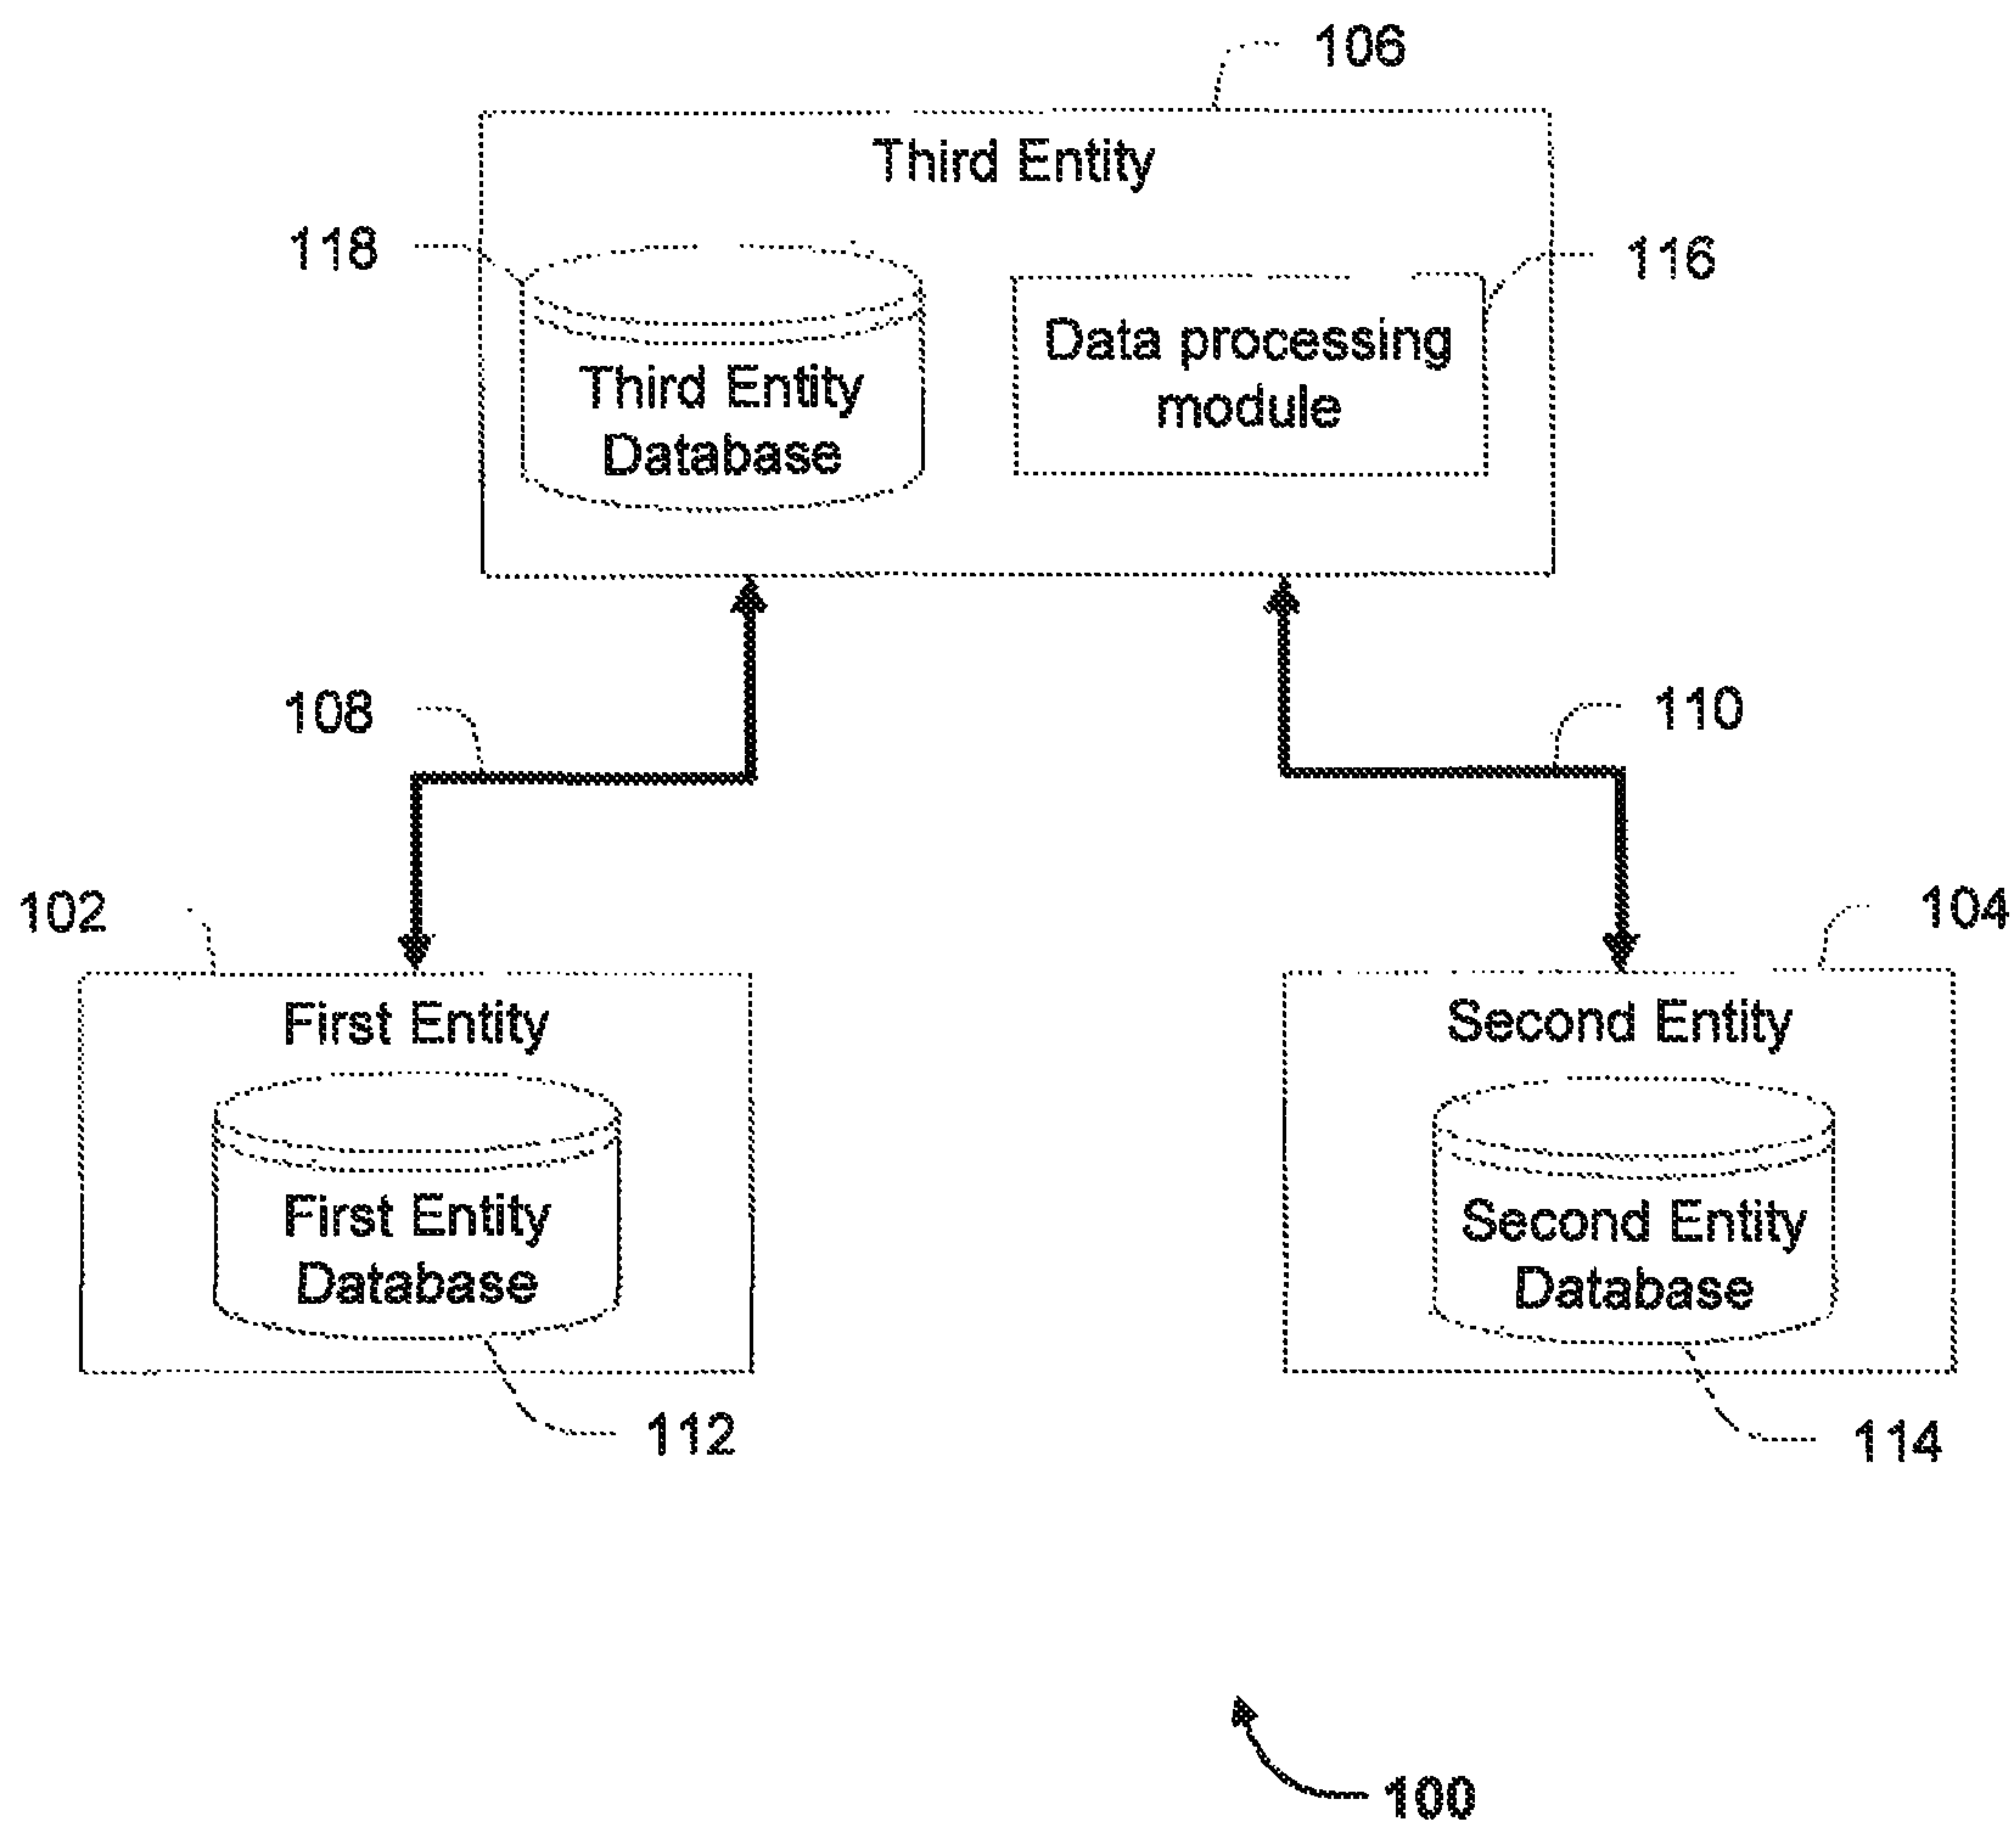 106
Third Entity
118
116
Third Entity
Database
Data processing
module
108
110
102
104
First Entity
Second Entity
First Entity
Database
Second Entity
Database
112
114
100